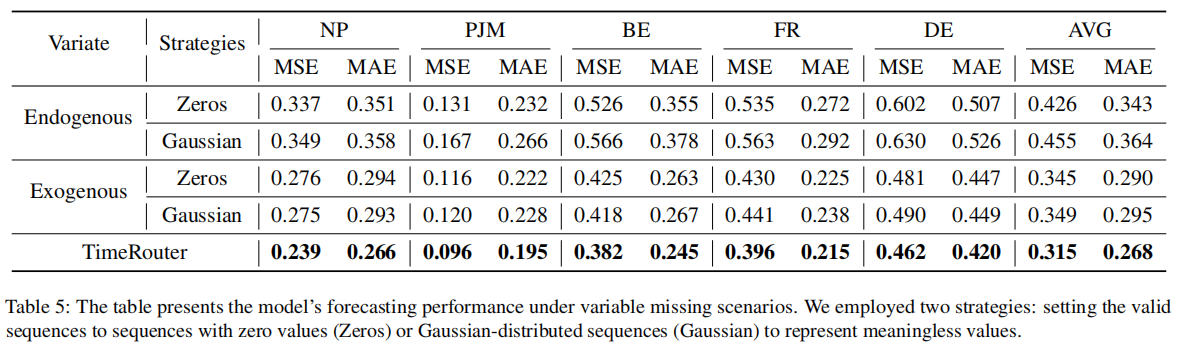 Variate Strategies NP PJM BE FR DE AVG
MSE MAE MSE MAE MSE MAE MSE MAE MSE MAE MSE MAE
Endogenous Zeros 0.337 0.351 0.131 0.232 0.526 0.355 0.535 0.272 0.602 0.507 0.426 0.343
Gaussian 0.349 0.358 0.167 0.266 0.566 0.378 0.563 0.292 0.630 0.526 0.455 0.364
Exogenous Zeros 0.276 0.294 0.116 0.222 0.425 0.263 0.430 0.225 0.481 0.447 0.345 0.290
Gaussian 0.275 0.293 0.120 0.228 0.418 0.267 0.441 0.238 0.490 0.449 0.349 0.295
TimeRouter 0.239 0.266 0.096 0.195 0.382 0.245 0.396 0.215 0.462 0.420 0.315 0.268
Table 5: The table presents the model's forecasting performance under variable missing scenarios. We employed two strategies: setting the valid
sequences to sequences with zero values (Zeros) or Gaussian-distributed sequences (Gaussian) to represent meaningless values.